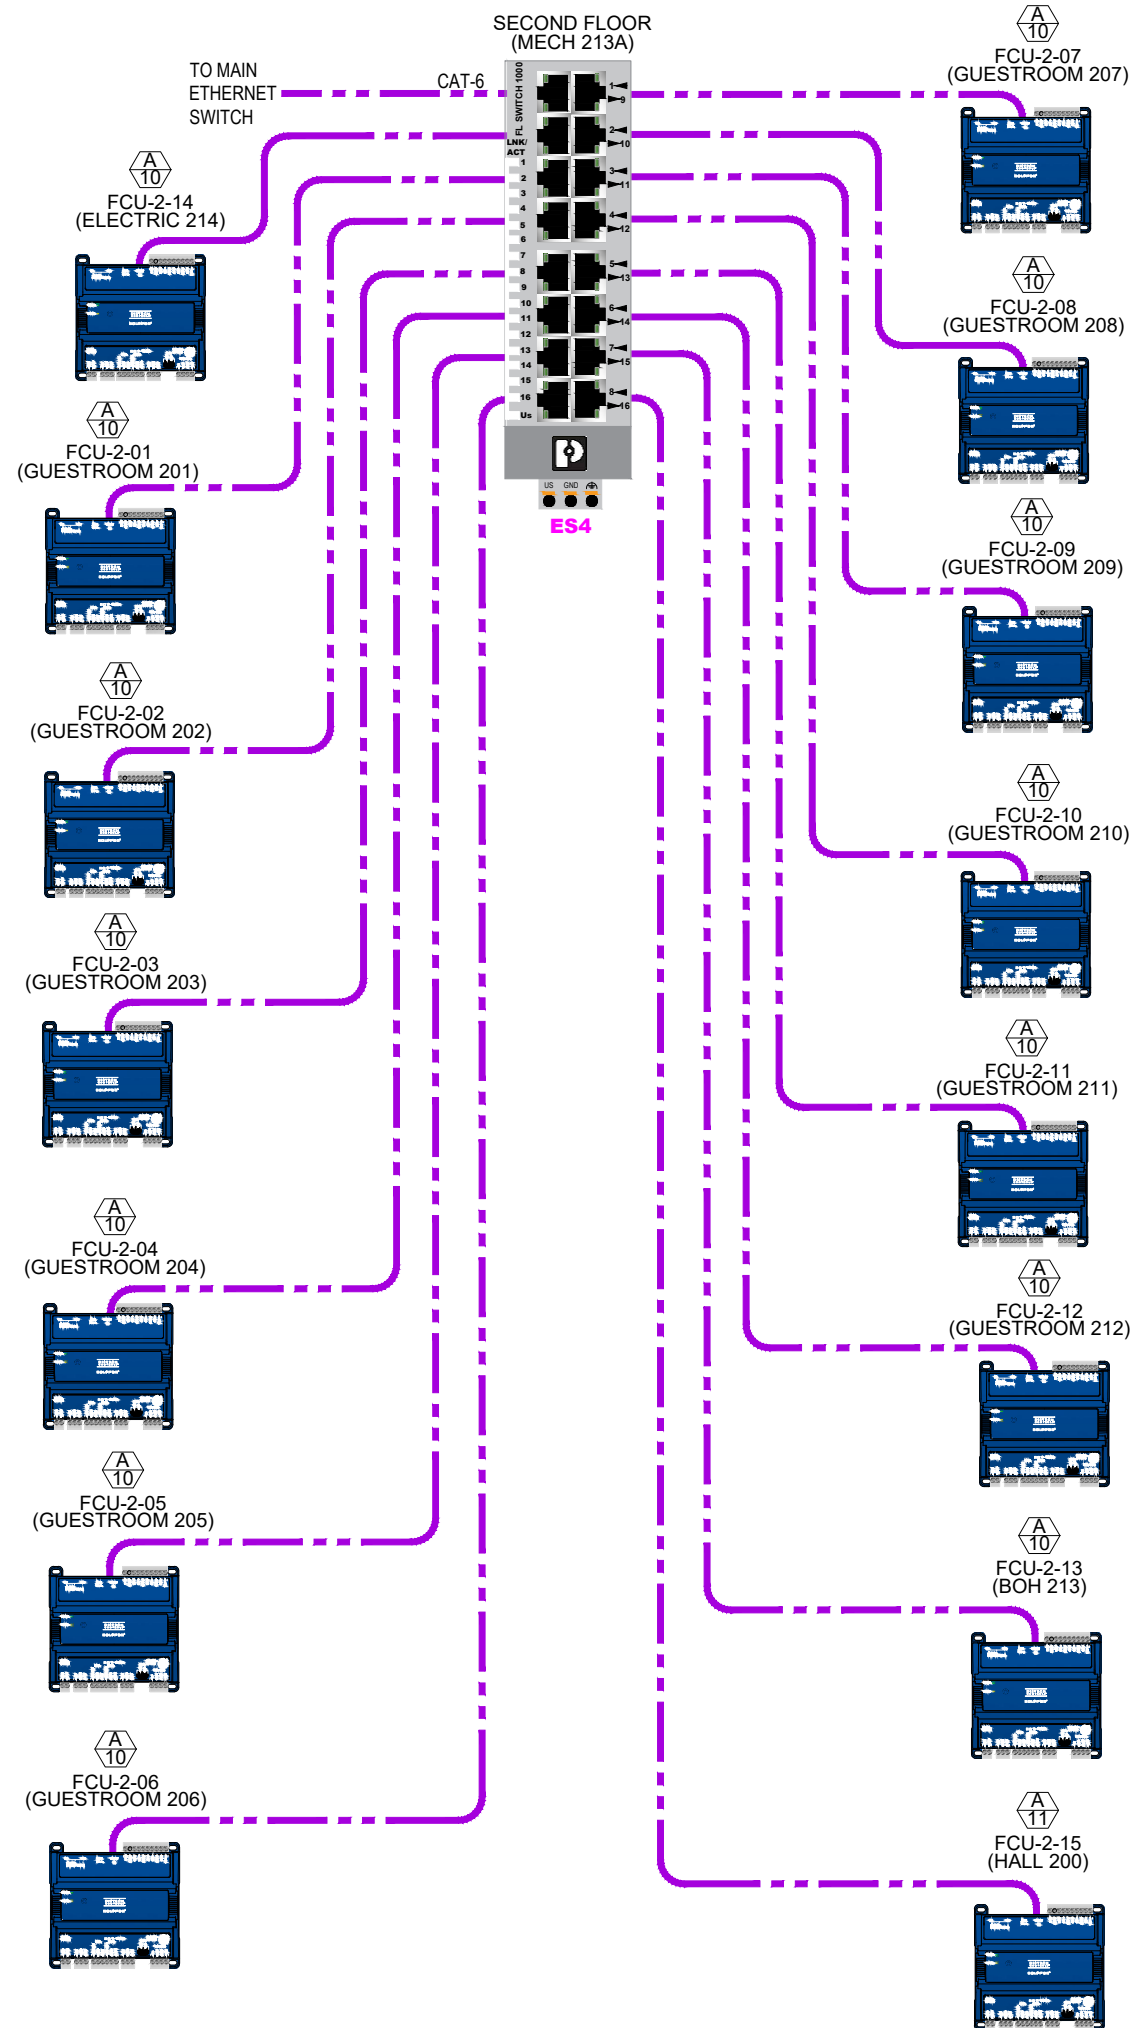 SECOND FLOOR
(MECH 213A)
TO MAIN
ETHERNET
SWITCH
CAT-6
FL SWITCH 1000
LNK/
ACT
1
2
3
4
5
6
7
8
9
10
11
12
13
14
15
16
Us
1
9
2
10
3
11
4
12
5
13
6
14
7
15
8
16
US GND
ES4
A
10
FCU-2-14
(ELECTRIC 214)
A
10
FCU-2-01
(GUESTROOM 201)
A
10
FCU-2-02
(GUESTROOM 202)
A
10
FCU-2-03
(GUESTROOM 203)
A
10
FCU-2-04
(GUESTROOM 204)
A
10
FCU-2-05
(GUESTROOM 205)
A
10
FCU-2-06
(GUESTROOM 206)
A
10
FCU-2-07
(GUESTROOM 207)
A
10
FCU-2-08
(GUESTROOM 208)
A
10
FCU-2-09
(GUESTROOM 209)
A
10
FCU-2-10
(GUESTROOM 210)
A
10
FCU-2-11
(GUESTROOM 211)
A
10
FCU-2-12
(GUESTROOM 212)
A
10
FCU-2-13
(BOH 213)
A
11
FCU-2-15
(HALL 200)